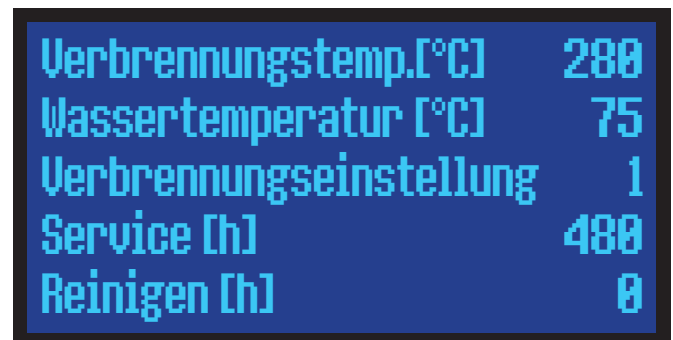 Verbrennungstemp.[°C] 280
Wassertemperatur [°C] 75
Verbrennungseinstellung 1
Service [h] 480
Reinigen [h] 0